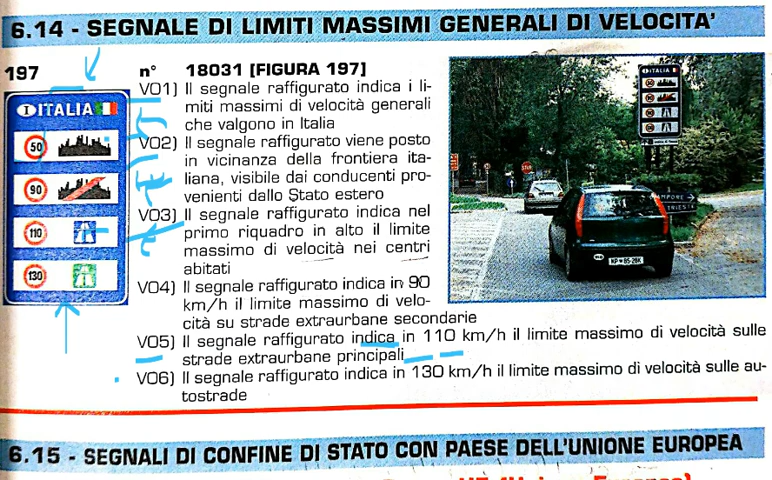 6.14 - SEGNALE DI LIMITI MASSIMI GENERALI DI VELOCITA'
197
n° 18031 [FIGURA 197]
I ITALIA
50
90
110
130
V01) Il segnale raffigurato indica i li-
miti massimi di velocità generali
che valgono in Italia
V02) Il segnale raffigurato viene posto
in vicinanza della frontiera ita-
liana, visibile dai conducenti pro-
venienti dallo Stato estero
V03) Il segnale raffigurato indica nel
primo riquadro in alto il limite
massimo di velocità nei centri
abitati
V04) Il segnale raffigurato indica in 90
km/h il limite massimo di velo-
cità su strade extraurbane secondarie
V05) Il segnale raffigurato indica in 110 km/h il limite massimo di velocità sulle
strade extraurbane principali
V06) Il segnale raffigurato indica in 130 km/h il limite massimo di velocità sulle au-
tostrade
ITALIA
STOP
6.15 - SEGNALI DI CONFINE DI STATO CON PAESE DELL'UNIONE EUROPEA